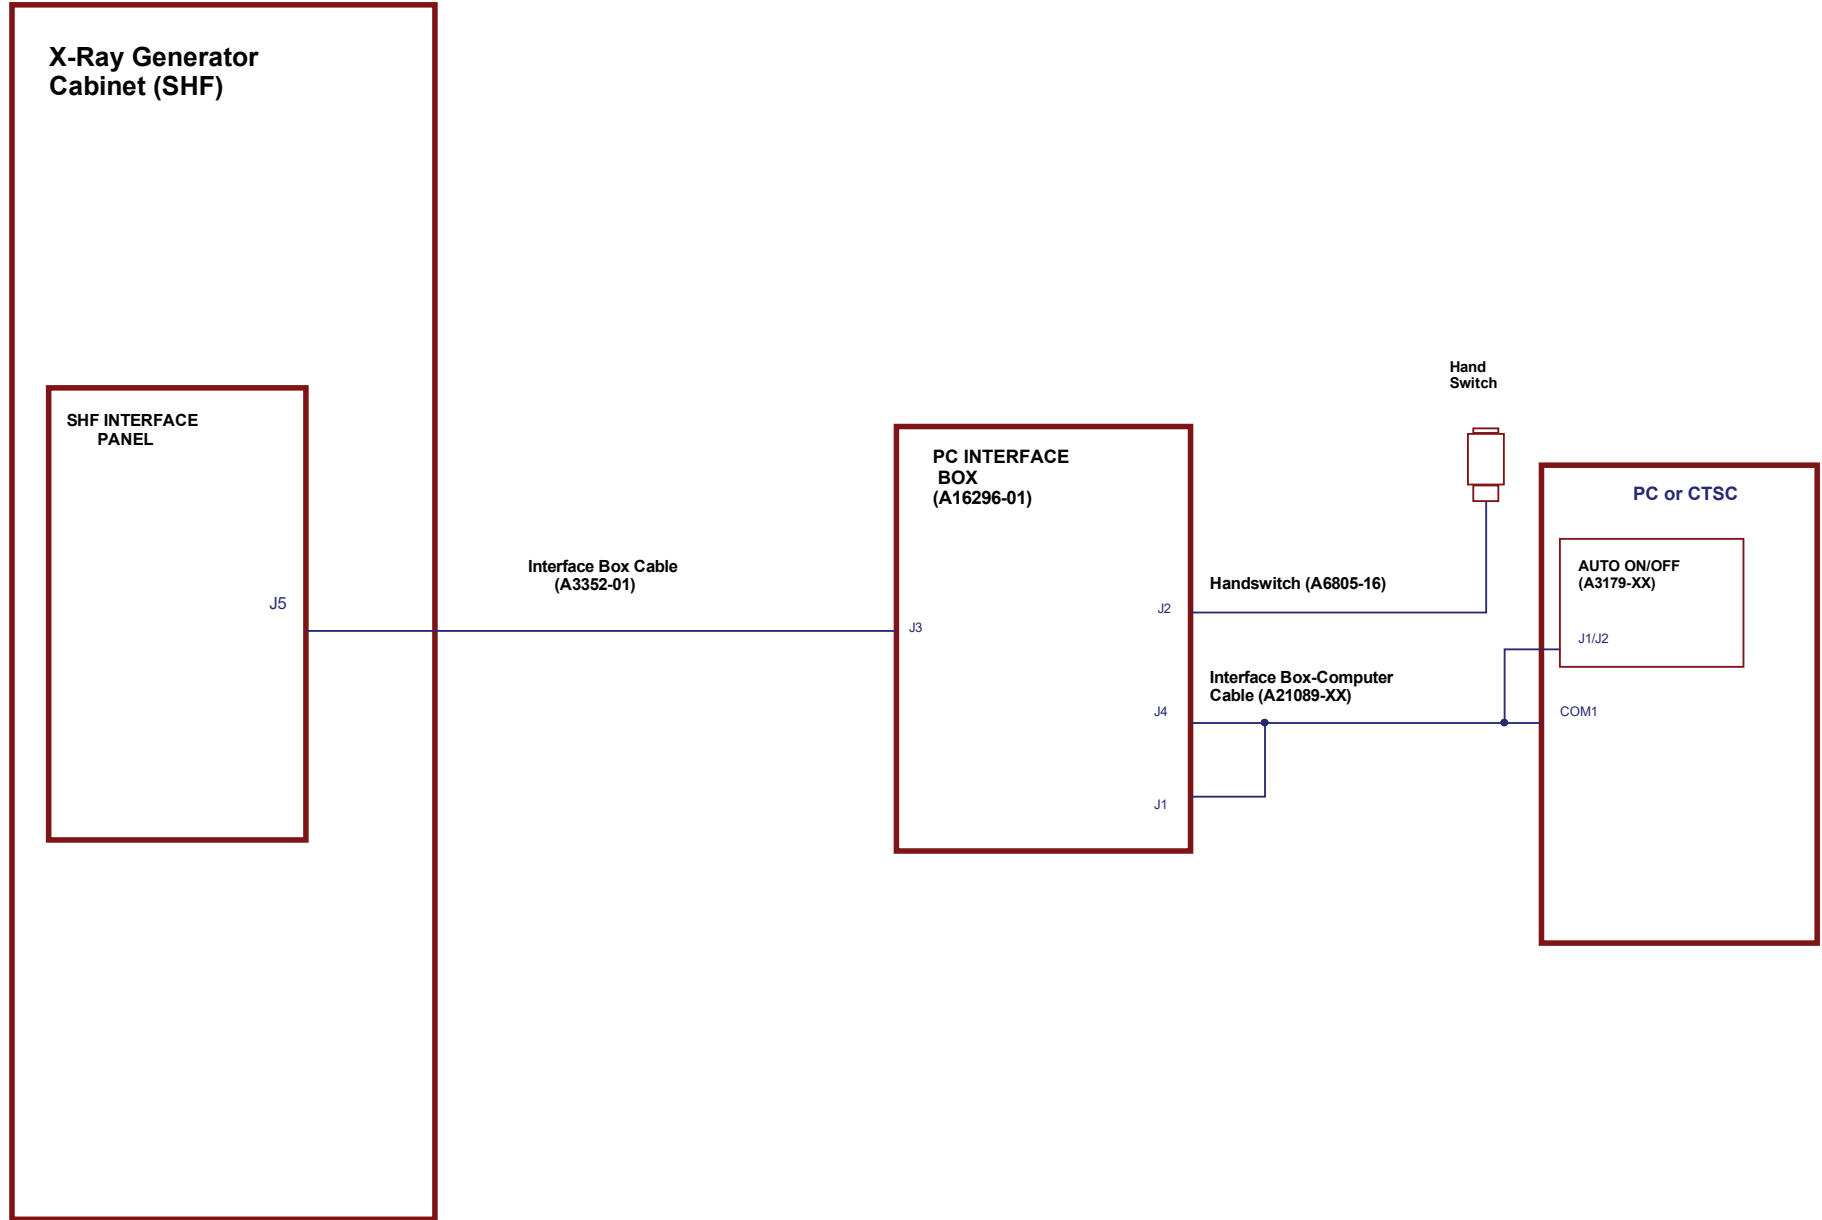 X-Ray Generator
Cabinet (SHF)
SHF INTERFACE
PANEL
J5
Interface Box Cable
(A3352-01)
PC INTERFACE
BOX
(A16296-01)
J3
J2
J4
J1
Hand
Switch
Handswitch (A6805-16)
Interface Box-Computer
Cable (A21089-XX)
PC or CTSC
AUTO ON/OFF
(A3179-XX)
J1/J2
COM1